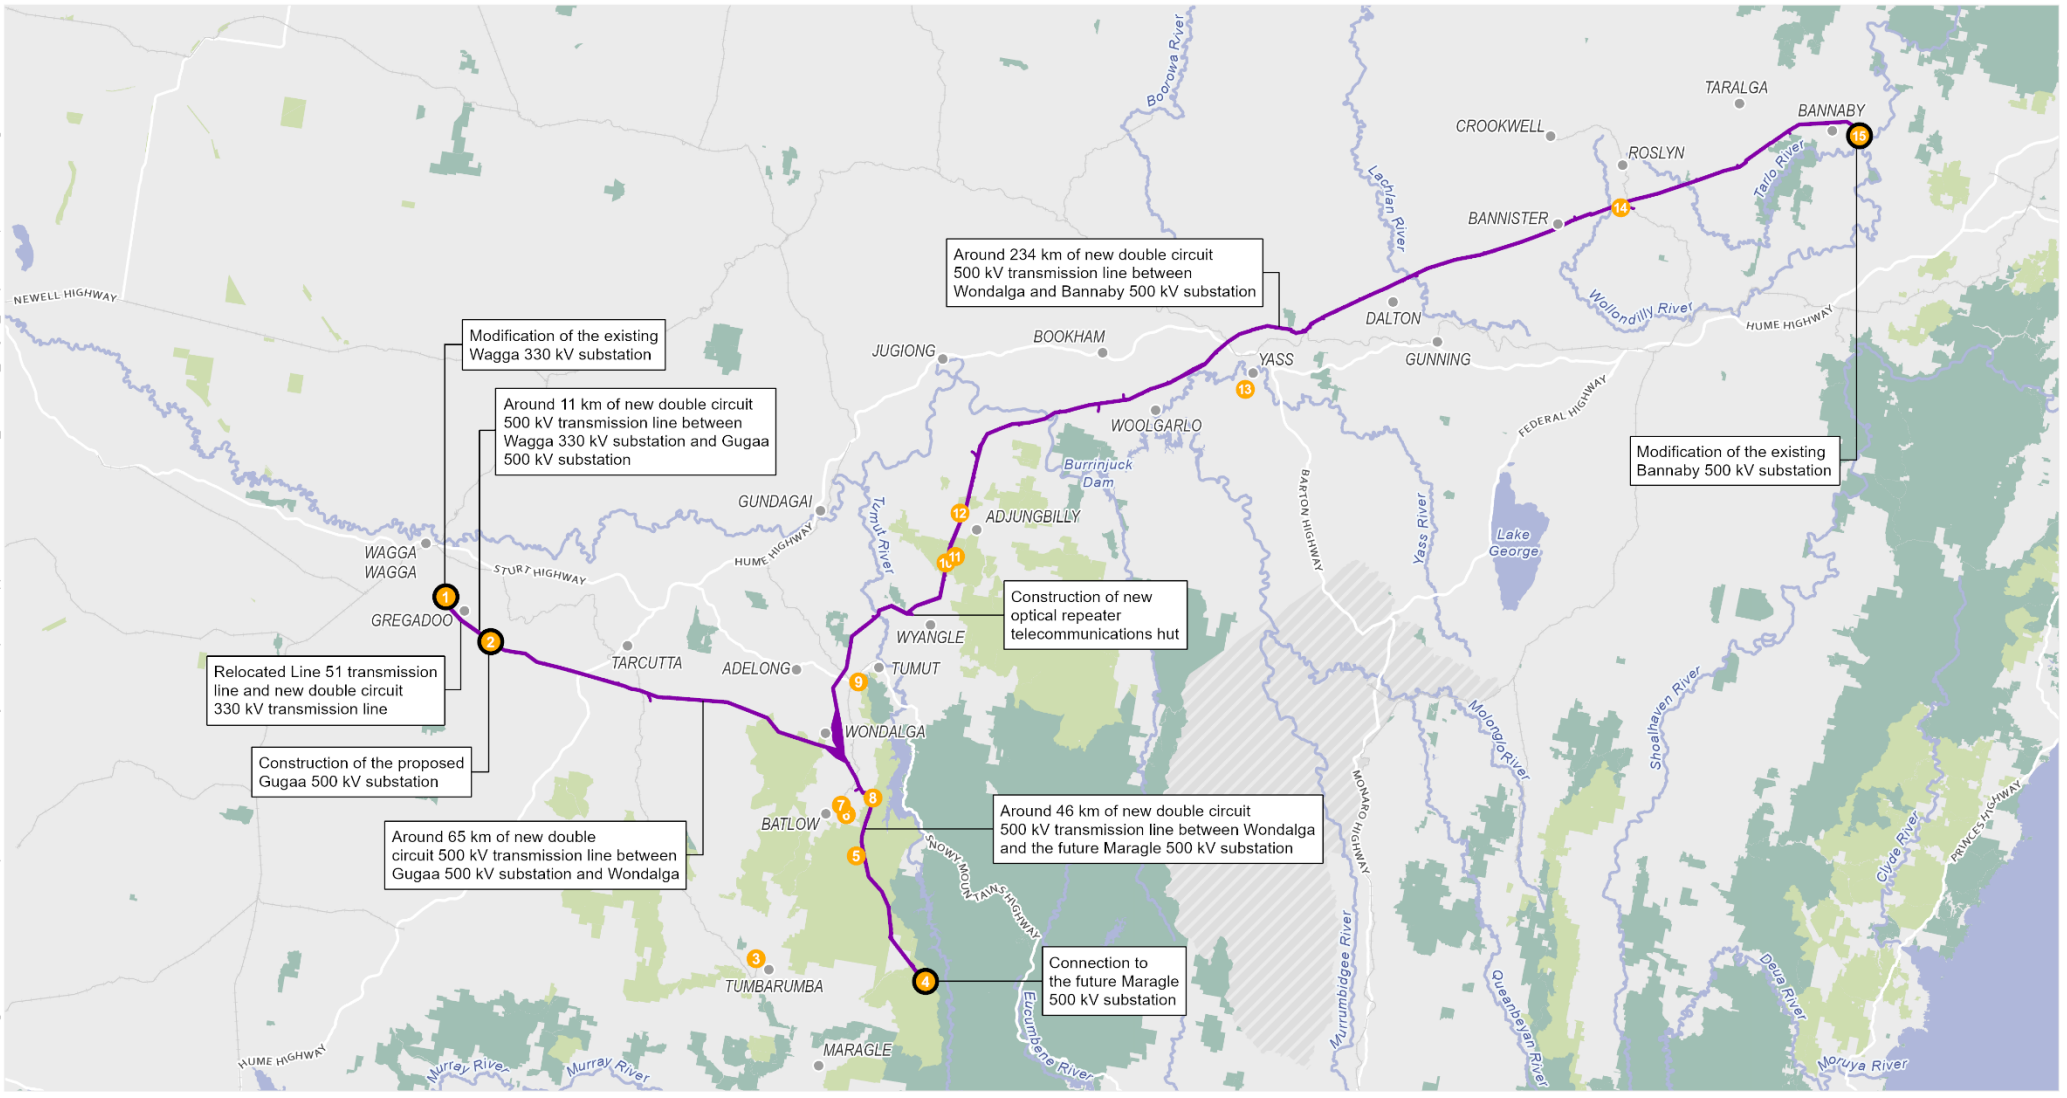 Boorowa River
TARALGA
BANNABY
15
CROOKWELL
ROSLYN
Tarlo River
Lachlan River
14
BANNISTER
Around 234 km of new double circuit
500 kV transmission line between
Wondalga and Bannaby 500 kV substation
NEWELL HIGHWAY
Wollondilly River
HUME HIGHWAY
DALTON
Modification of the existing
Wagga 330 kV substation
JUGIONG
BOOKHAM
YASS
GUNNING
13
Around 11 km of new double circuit
500 kV transmission line between
Wagga 330 kV substation and Gugaa
500 kV substation
WOOLGARLO
FEDERAL HIGHWAY
Modification of the existing
Bannaby 500 kV substation
Burrinjuck
Dam
BARTON HIGHWAY
GUNDAGAI
Tumut River
12
ADJUNGBILLY
Yass River
Lake
George
WAGGA
WAGGA
STURT HIGHWAY
HUME HIGHWAY
10
11
1
GREGADOO
Construction of new
optical repeater
telecommunications hut
2
WYANGLE
TARCUTTA
ADELONG
TUMUT
9
Relocated Line 51 transmission
line and new double circuit
330 kV transmission line
Molonglo River
Shoalhaven River
WONDALGA
Construction of the proposed
Gugaa 500 kV substation
MONARO HIGHWAY
PRINCES HIGHWAY
7
8
6
BATLOW
Around 46 km of new double circuit
500 kV transmission line between Wondalga
and the future Maragle 500 kV substation
Around 65 km of new double
circuit 500 kV transmission line between
Gugaa 500 kV substation and Wondalga
5
SNOWY MOUNTAINS HIGHWAY
Clyde River
3
TUMBARUMBA
4
Connection to
the future Maragle
500 kV substation
Murrumbidgee River
Queanbeyan River
Deua River
Eucumbene River
HUME HIGHWAY
MARAGLE
Murray River
Murray River
Moruya River